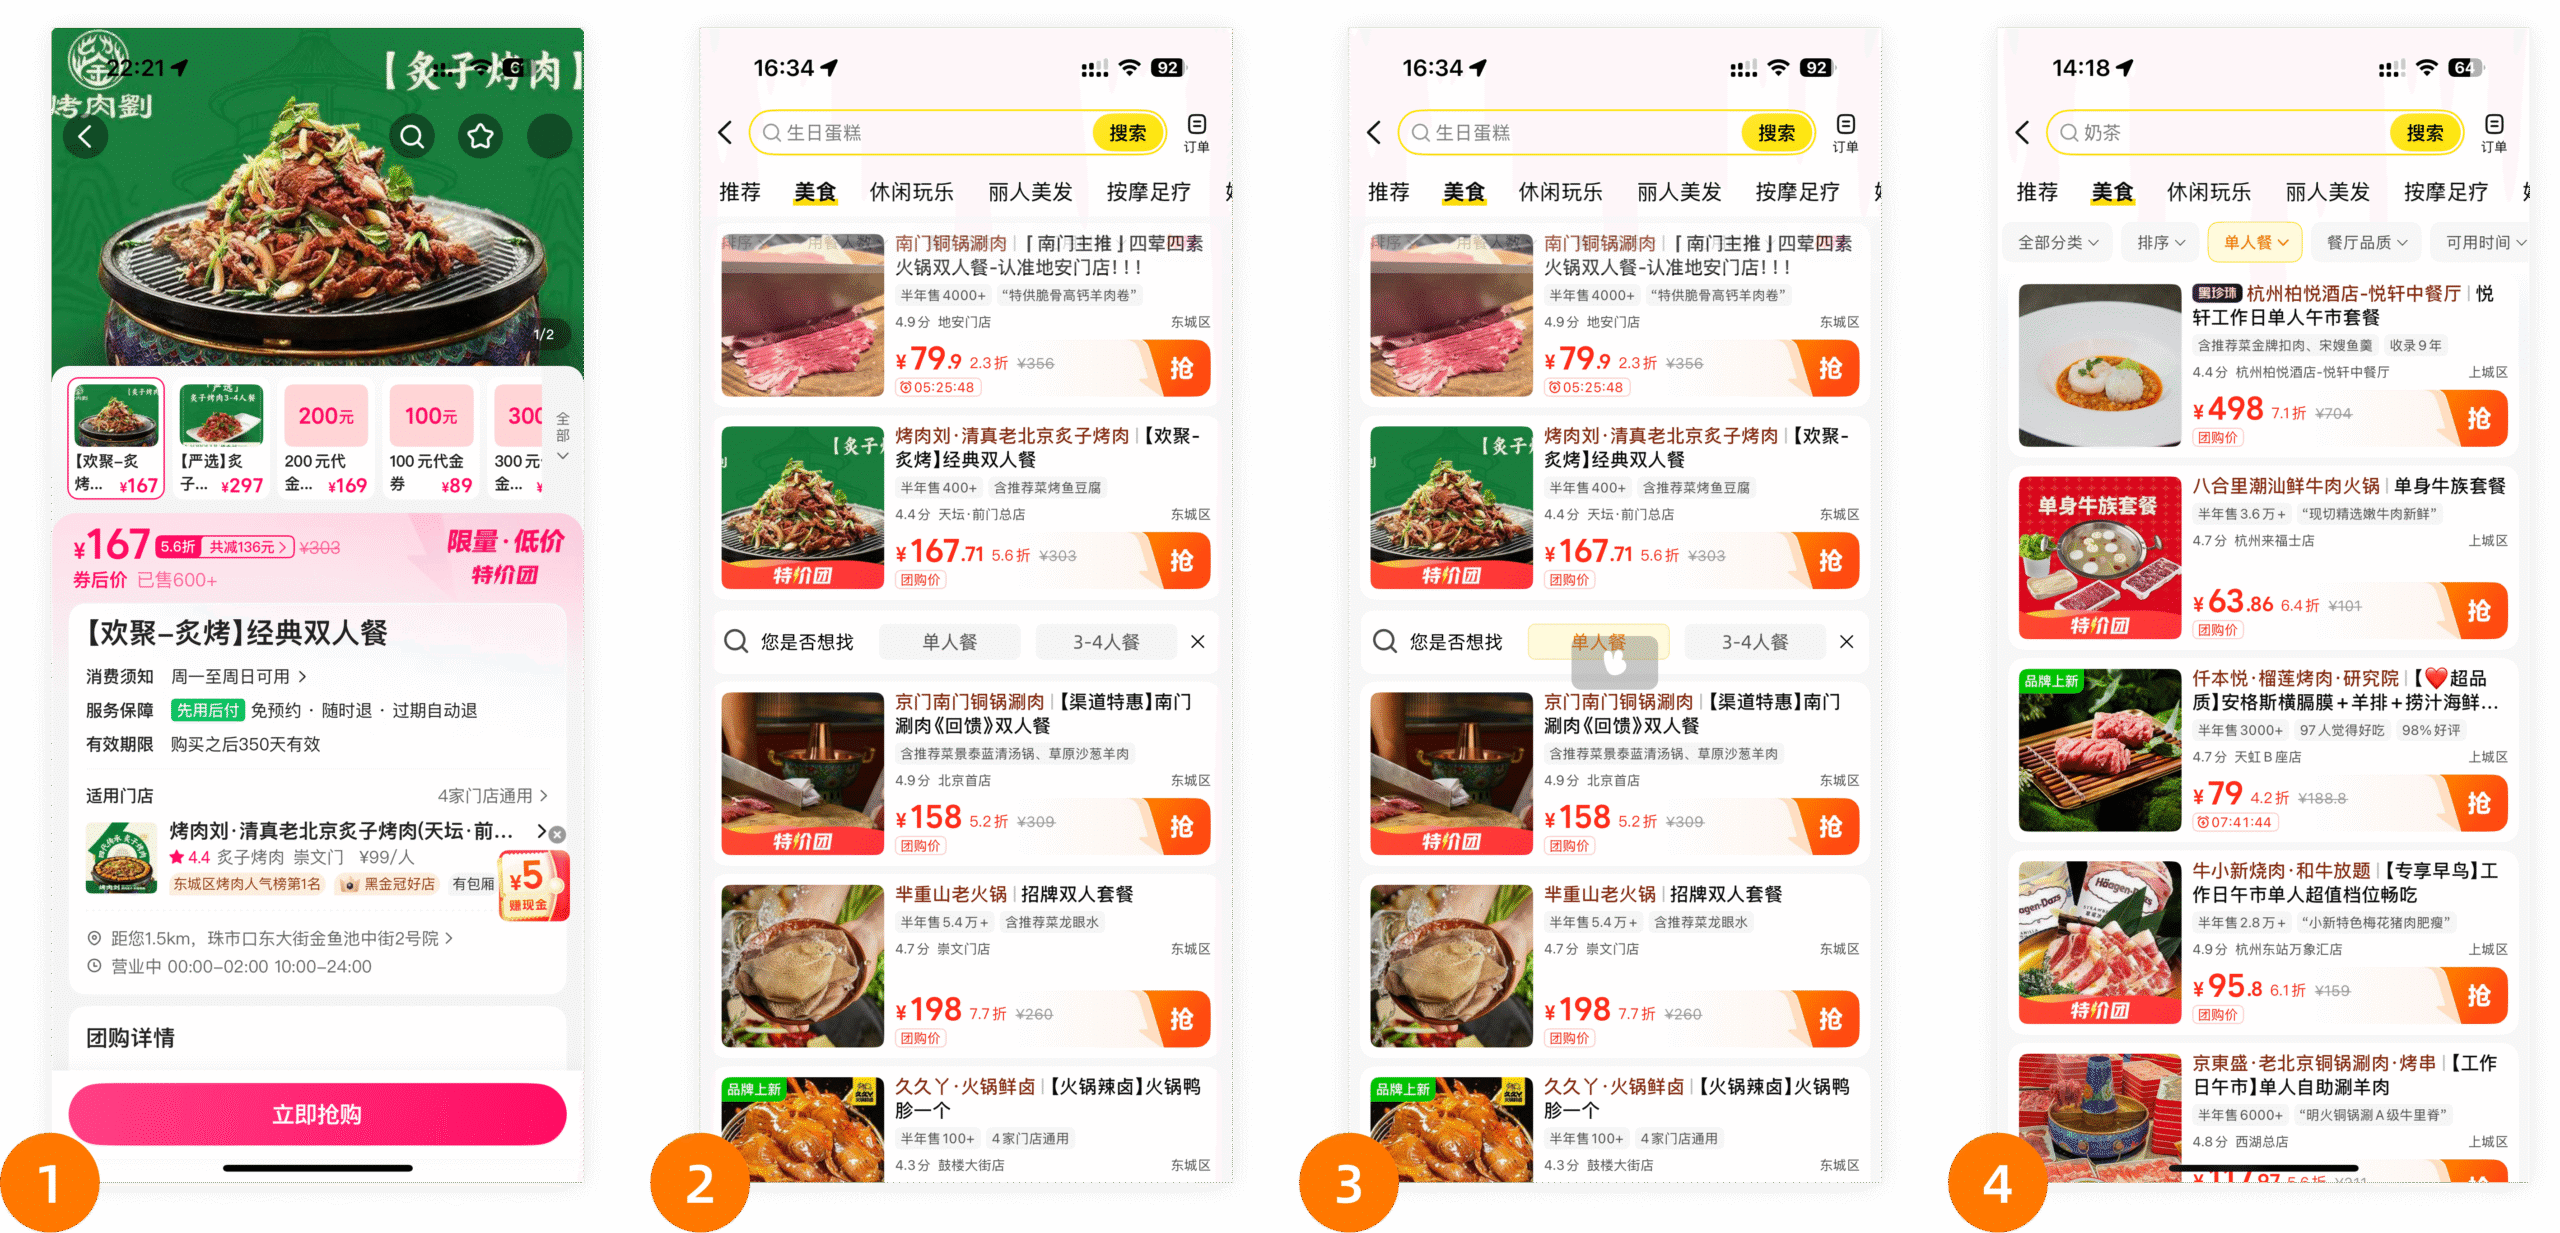 22:21
【炙子烤肉】
烤肉劉
1/2
【欢聚-炙烤... ¥167
【严选】炙子... ¥297
200元
200元代金... ¥169
100元
100元代金券 ¥89
300
300元
金...
全部
¥167 5.6折 共减136元 ¥303
券后价 已售600+
限量·低价
特价团
【欢聚-炙烤】经典双人餐
消费须知 周一至周日可用
服务保障 先用后付 免预约 · 随时退 · 过期自动退
有效期限 购买之后350天有效
适用门店 4家门店通用
烤肉刘·清真老北京炙子烤肉(天坛·前...
4.4 炙子烤肉 崇文门 ¥99/人
东城区烤肉人气榜第1名 黑金冠好店 有包厢
¥5
赚现金
距您1.5km，珠市口东大街金鱼池中街2号院
营业中 00:00-02:00 10:00-24:00
团购详情
立即抢购
1
16:34 92
生日蛋糕 搜索 订单
推荐 美食 休闲玩乐 丽人美发 按摩足疗
南门铜锅涮肉 | 「南门主推」四荤四素
火锅双人餐-认准地安门店!!!
半年售4000+ “特供脆骨高钙羊肉卷”
4.9分 地安门店 东城区
¥79.9 2.3折 ¥356 抢
05:25:48
烤肉刘·清真老北京炙子烤肉 | 【欢聚-
炙烤】经典双人餐
半年售400+ 含推荐菜烤鱼豆腐
4.4分 天坛·前门总店 东城区
¥167.71 5.6折 ¥303 抢
团购价
特价团
您是否想找 单人餐 3-4人餐
京门南门铜锅涮肉 | 【渠道特惠】南门
涮肉《回馈》双人餐
含推荐菜景泰蓝清汤锅、草原沙葱羊肉
4.9分 北京首店 东城区
¥158 5.2折 ¥309 抢
团购价
特价团
芈重山老火锅 | 招牌双人套餐
半年售5.4万+ 含推荐菜龙眼水
4.7分 崇文门店 东城区
¥198 7.7折 ¥260 抢
团购价
品牌上新
久久丫·火锅鲜卤 | 【火锅辣卤】火锅鸭
胗一个
半年售100+ 4家门店通用
4.3分 鼓楼大街店 东城区
2
16:34 92
生日蛋糕 搜索 订单
推荐 美食 休闲玩乐 丽人美发 按摩足疗
南门铜锅涮肉 | 「南门主推」四荤四素
火锅双人餐-认准地安门店!!!
半年售4000+ “特供脆骨高钙羊肉卷”
4.9分 地安门店 东城区
¥79.9 2.3折 ¥356 抢
05:25:48
烤肉刘·清真老北京炙子烤肉 | 【欢聚-
炙烤】经典双人餐
半年售400+ 含推荐菜烤鱼豆腐
4.4分 天坛·前门总店 东城区
¥167.71 5.6折 ¥303 抢
团购价
特价团
您是否想找 单人餐 3-4人餐
京门南门铜锅涮肉 | 【渠道特惠】南门
涮肉《回馈》双人餐
含推荐菜景泰蓝清汤锅、草原沙葱羊肉
4.9分 北京首店 东城区
¥158 5.2折 ¥309 抢
团购价
特价团
芈重山老火锅 | 招牌双人套餐
半年售5.4万+ 含推荐菜龙眼水
4.7分 崇文门店 东城区
¥198 7.7折 ¥260 抢
团购价
品牌上新
久久丫·火锅鲜卤 | 【火锅辣卤】火锅鸭
胗一个
半年售100+ 4家门店通用
4.3分 鼓楼大街店 东城区
3
14:18 64
奶茶 搜索 订单
推荐 美食 休闲玩乐 丽人美发 按摩足疗
全部分类 排序 单人餐 餐厅品质 可用时间
黑珍珠 杭州柏悦酒店-悦轩中餐厅 | 悦
轩工作日单人午市套餐
含推荐菜金牌扣肉、宋嫂鱼羹 收录9年
4.4分 杭州柏悦酒店-悦轩中餐厅 上城区
¥498 7.1折 ¥704 抢
团购价
单身牛族套餐
八合里潮汕鲜牛肉火锅 | 单身牛族套餐
半年售3.6万+ “现切精选嫩牛肉新鲜”
4.7分 杭州来福士店 上城区
¥63.86 6.4折 ¥101 抢
团购价
特价团
品牌上新
仟本悦·榴莲烤肉·研究院 | 【❤️超品
质】安格斯横膈膜+羊排+捞汁海鲜...
半年售3000+ 97人觉得好吃 98%好评
4.7分 天虹B座店 上城区
¥79 4.2折 ¥188.8 抢
07:41:44
Häagen-Dazs
牛小新烧肉·和牛放题 | 【专享早鸟】工
作日午市单人超值档位畅吃
半年售2.8万+ “小新特色梅花猪肉肥瘦”
4.9分 杭州东站万象汇店 上城区
¥95.8 6.1折 ¥159 抢
团购价
特价团
京東盛·老北京铜锅涮肉·烤串 | 【工作
日午市】单人自助涮羊肉
半年售6000+ “明火铜锅涮A级牛里脊”
4.8分 西湖总店 上城区
4